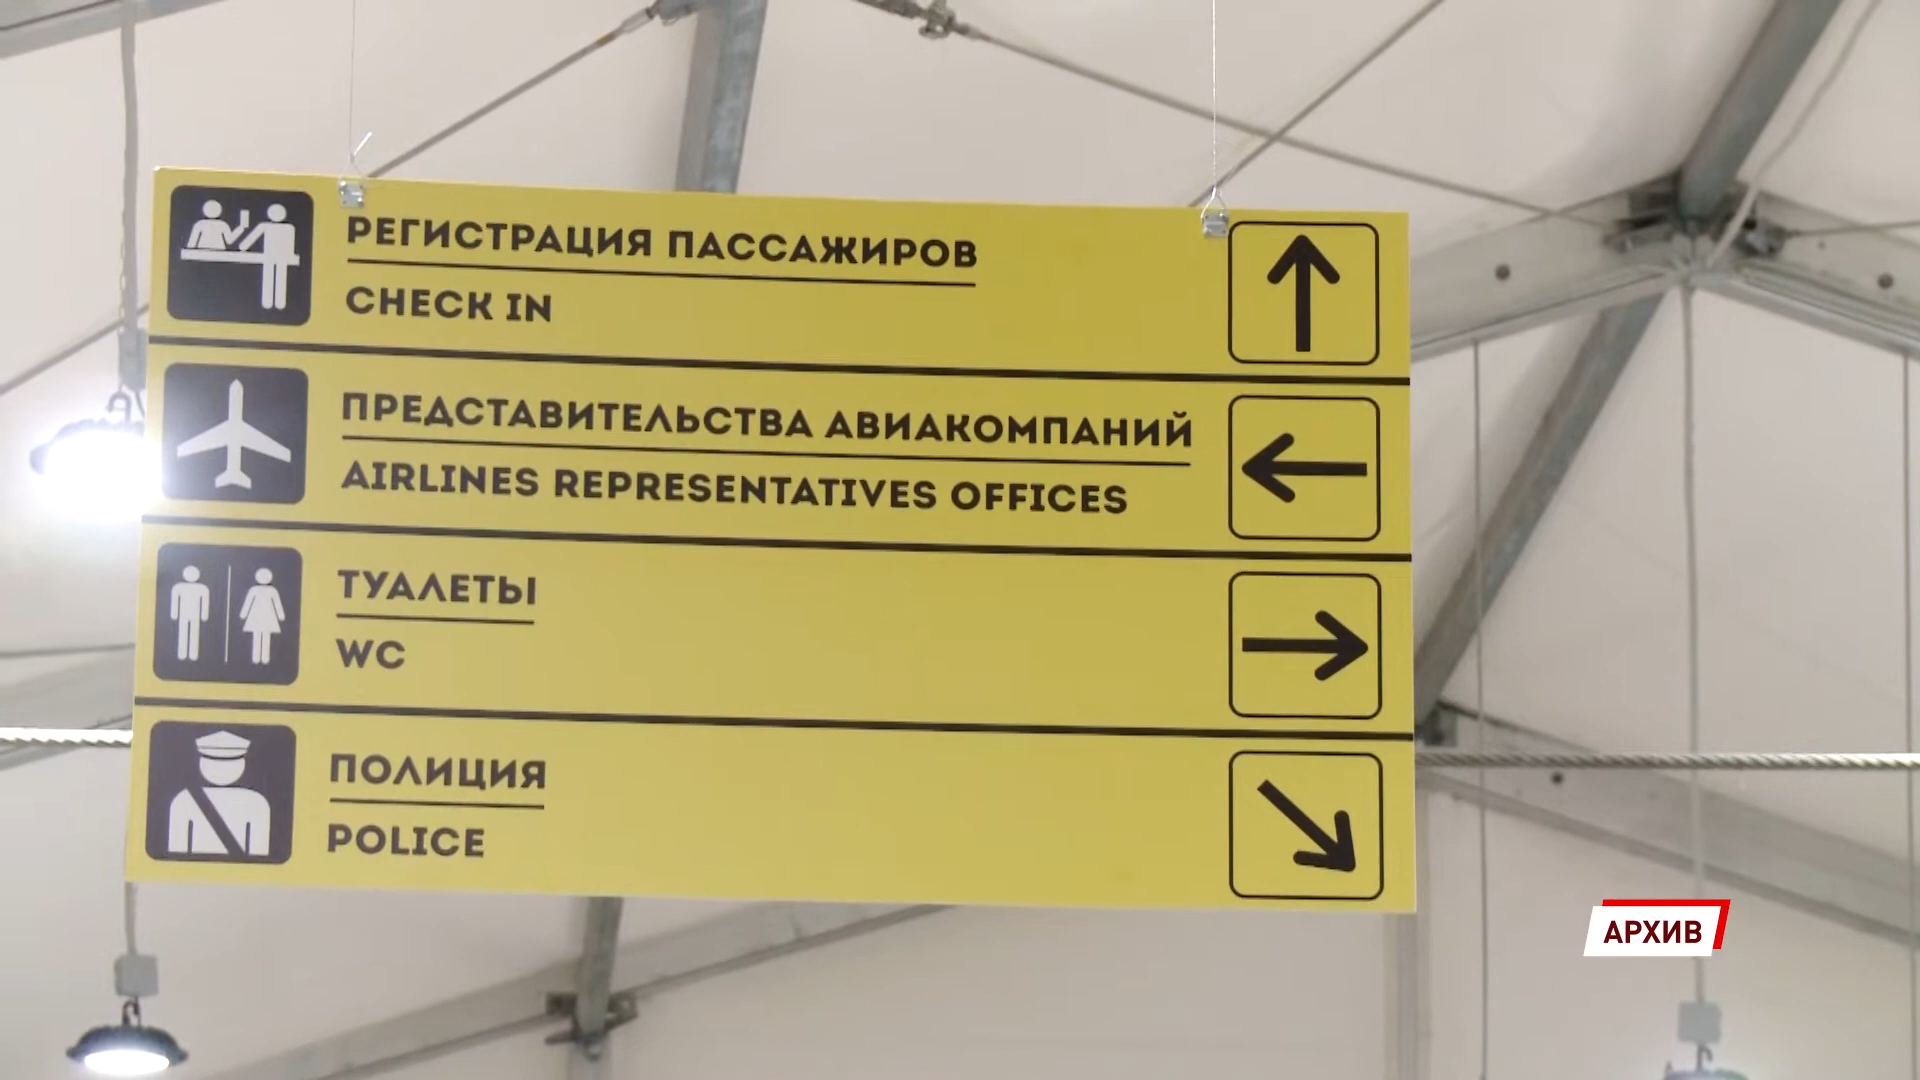 РЕГИСТРАЦИЯ ПАССАЖИРОВ
CHECK IN
ПРЕДСТАВИТЕЛЬСТВА АВИАКОМПАНИЙ
AIRLINES REPRESENTATIVES OFFICES
ТУАЛЕТЫ
WC
ПОЛИЦИЯ
POLICE
АРХИВ